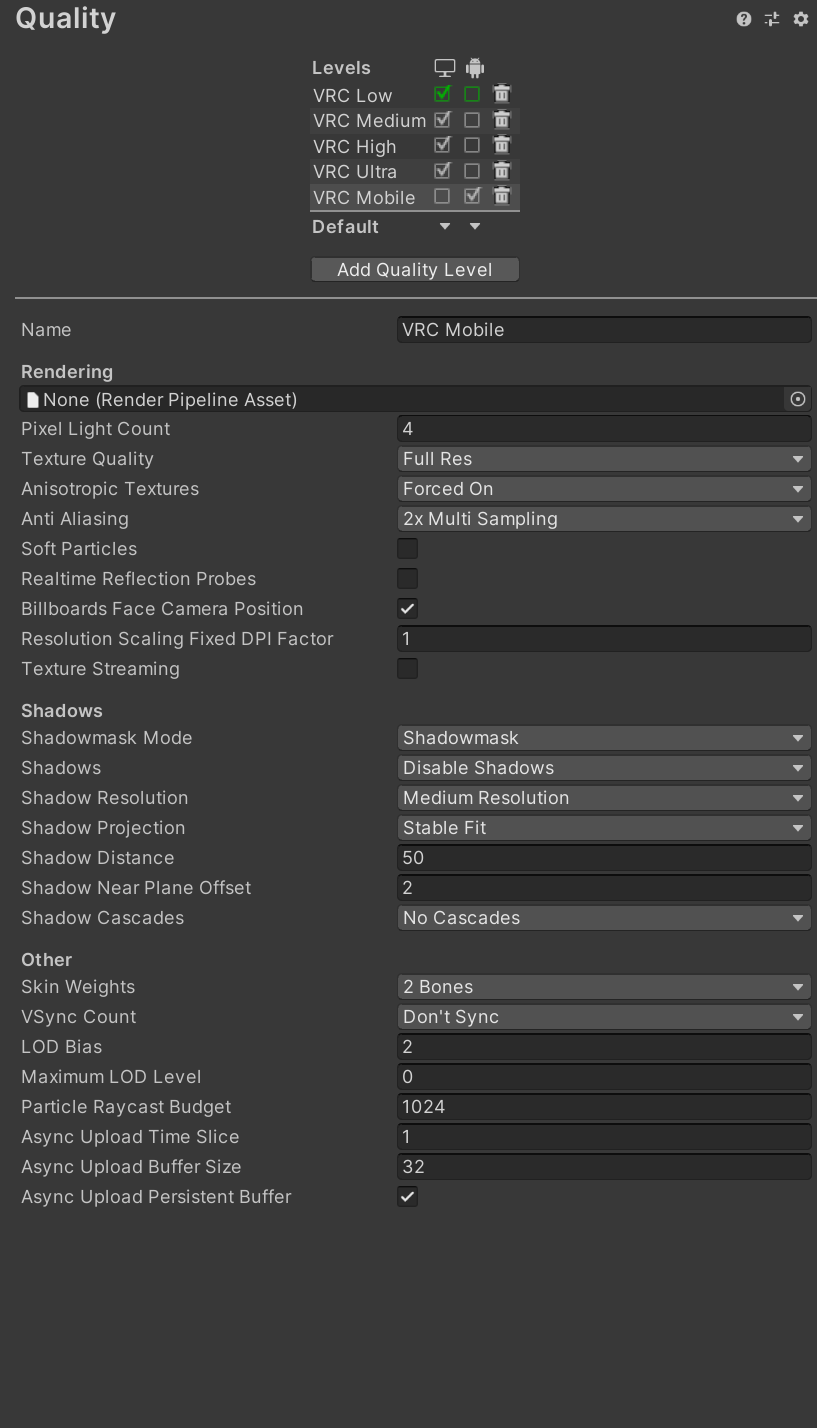 Quality
Levels
VRC Low
VRC Medium
VRC High
VRC Ultra
VRC Mobile
Default
Add Quality Level
Name VRC Mobile
Rendering
None (Render Pipeline Asset)
Pixel Light Count 4
Texture Quality Full Res
Anisotropic Textures Forced On
Anti Aliasing 2x Multi Sampling
Soft Particles
Realtime Reflection Probes
Billboards Face Camera Position
Resolution Scaling Fixed DPI Factor 1
Texture Streaming
Shadows
Shadowmask Mode Shadowmask
Shadows Disable Shadows
Shadow Resolution Medium Resolution
Shadow Projection Stable Fit
Shadow Distance 50
Shadow Near Plane Offset 2
Shadow Cascades No Cascades
Other
Skin Weights 2 Bones
VSync Count Don't Sync
LOD Bias 2
Maximum LOD Level 0
Particle Raycast Budget 1024
Async Upload Time Slice 1
Async Upload Buffer Size 32
Async Upload Persistent Buffer